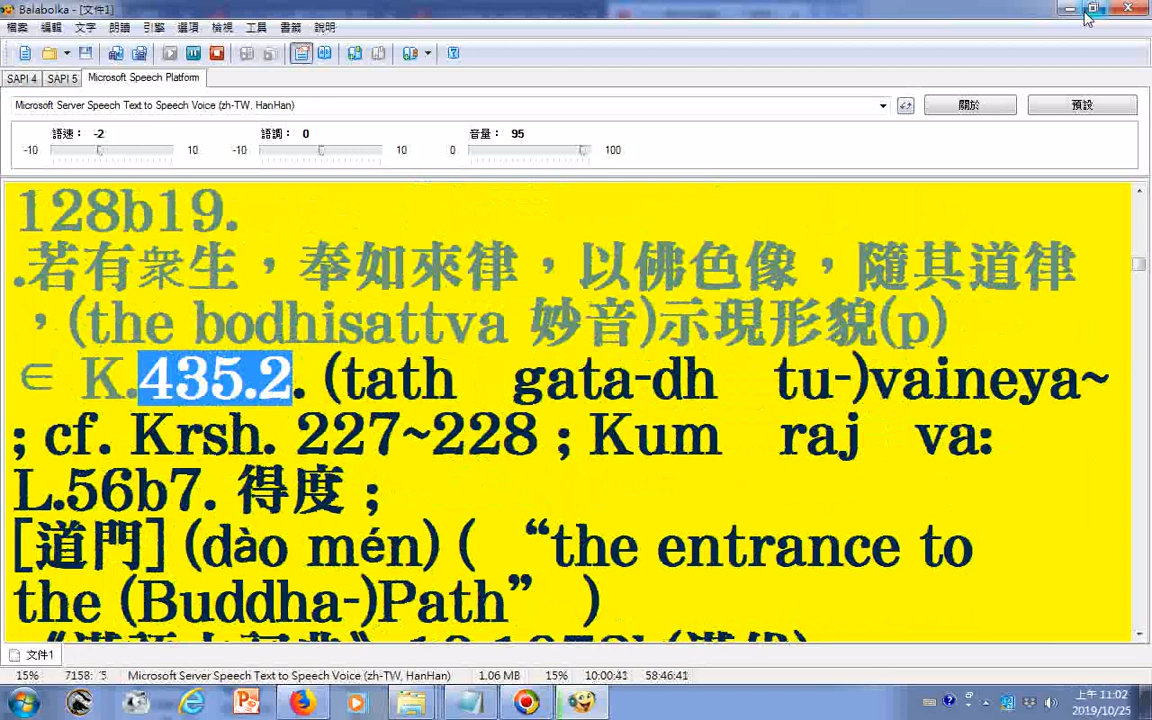 Balabolka - [文件1]
檔案 編輯 文字 朗讀 引擎 選項 檢視 工具 書籤 說明
SAPI 4 SAPI 5 Microsoft Speech Platform
Microsoft Server Speech Text to Speech Voice (zh-TW, HanHan) 關於 預設
語速： -2 語調： 0 音量： 95
-10 10 -10 10 0 100
128b19.
.若有衆生，奉如來律，以佛色像，隨其道律
，(the bodhisattva 妙音)示現形貌(p)
∈ K.435.2. (tath gata-dh tu-)vaineya~
; cf. Krsh. 227~228 ; Kum raj va:
L.56b7. 得度 ;
[道門] (dào mén) ( “the entrance to
the (Buddha-)Path” )
文件1
15% 7158: Microsoft Server Speech Text to Speech Voice (zh-TW, HanHan) 1.06 MB 15% 10:00:41 58:46:41
上午 11:02
2019/10/25